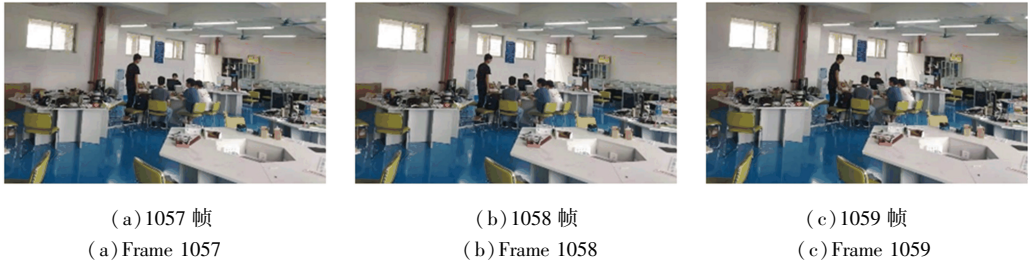 (a)1057 帧
(a)Frame 1057
(b)1058 帧
(b)Frame 1058
(c)1059 帧
(c)Frame 1059